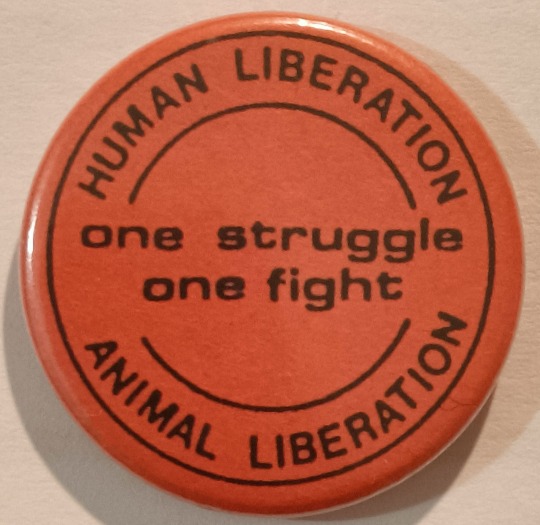 HUMAN LIBERATION
one struggle
one fight
ANIMAL LIBERATION